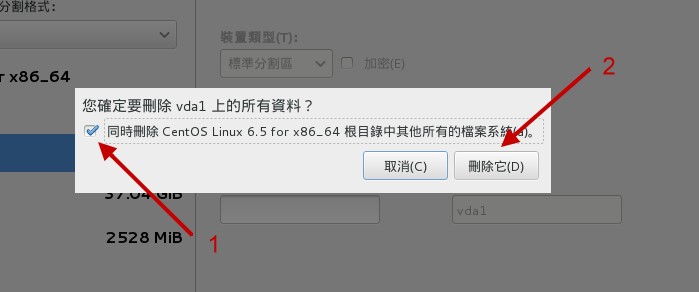 分割格式:
裝置類型(T):
標準分割區
加密(E)
r x86_64
2
您確定要刪除 vda1 上的所有資料？
同時刪除 CentOS Linux 6.5 for x86_64 根目錄中其他所有的檔案系統(a)。
取消(C)
刪除它(D)
37.04 GiB
vda1
2528 MiB
1